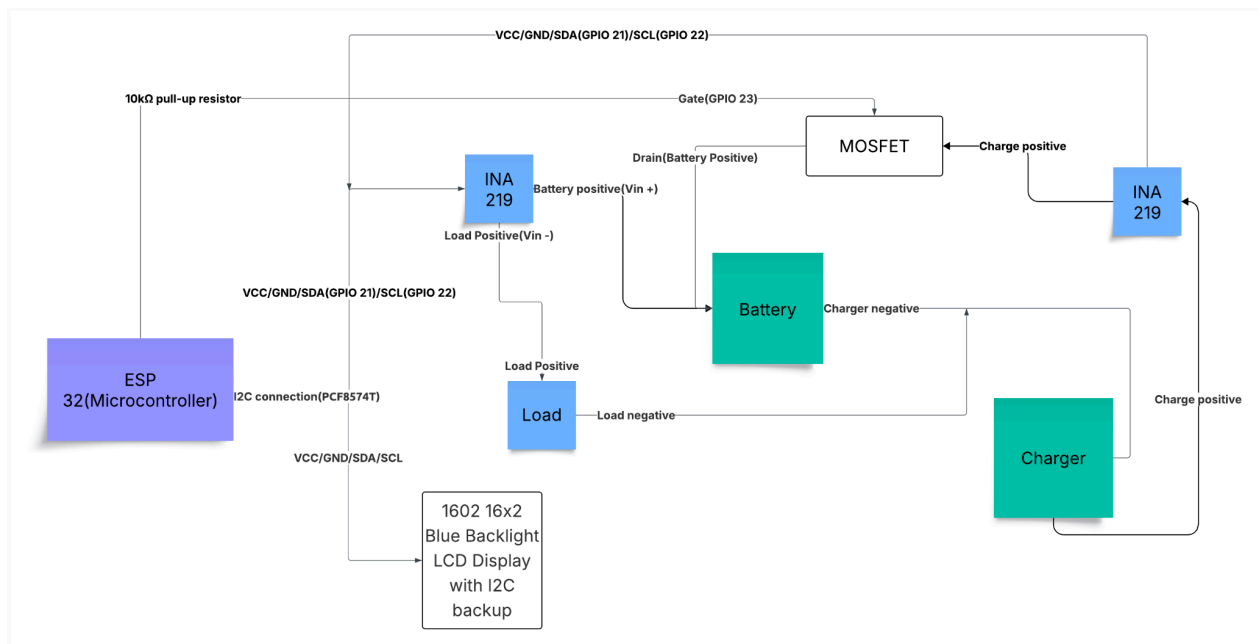 VCC/GND/SDA(GPIO 21)/SCL(GPIO 22)
10kΩ pull-up resistor
Gate(GPIO 23)
MOSFET
Charge positive
Drain(Battery Positive)
INA
219
Battery positive(Vin +)
INA
219
Load Positive(Vin -)
VCC/GND/SDA(GPIO 21)/SCL(GPIO 22)
Battery
Charger negative
ESP
32(Microcontroller)
I2C connection(PCF8574T)
Load Positive
Load
Load negative
Charge positive
Charger
VCC/GND/SDA/SCL
1602 16x2
Blue Backlight
LCD Display
with I2C
backup